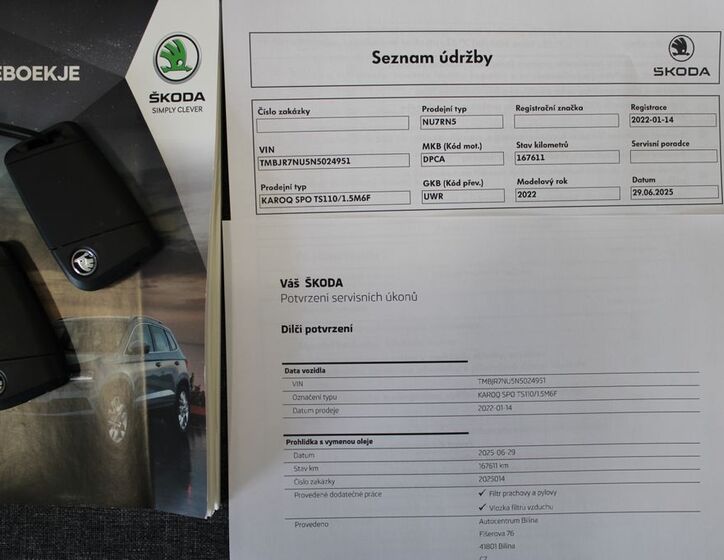 EBOEKJE
ŠKODA
SIMPLY CLEVER
Seznam údržby
ŠKODA
Číslo zakázky
Prodejní typ
NU7RN5
Registrační značka
Registrace
2022-01-14
VIN
TMBJR7NU5N5024951
MKB (Kód mot.)
DPCA
Stav kilometrů
167611
Servisní poradce
Prodejní typ
KAROQ SPO TS110/1.5M6F
GKB (Kód přev.)
UWR
Modelový rok
2022
Datum
29.06.2025
Váš ŠKODA
Potvrzení servisních úkonů
Dílčí potvrzení
Data vozidla
VIN TMBJR7NU5N5024951
Označení typu KAROQ SPO TS110/1.5M6F
Datum prodeje 2022-01-14
Prohlídka s výmenou oleje
Datum 2025-06-29
Stav km 167611 km
Číslo zakázky 2025014
Provedené dodatečné práce ✓ Filtr prachovy a pylovy
✓ Vlozka filtru vzduchu
Provedeno Autocentrum Bílina
Fišerova 76
41801 Bílina
CZ